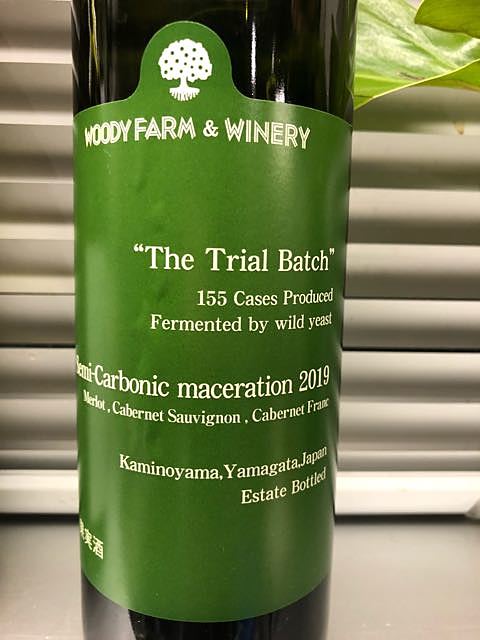 WOODY FARM & WINERY
“The Trial Batch”
155 Cases Produced
Fermented by wild yeast
Semi-Carbonic maceration 2019
Merlot , Cabernet Sauvignon , Cabernet Franc
Kaminoyama,Yamagata,Japan
Estate Bottled
果実酒